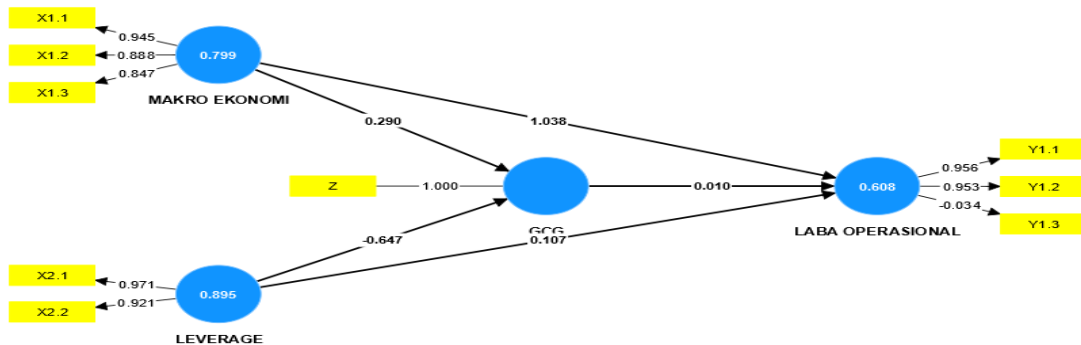 X1.1
0.945
X1.2
0.888
X1.3
0.847
0.799
MAKRO EKONOMI
0.290
1.038
Z
1.000
GCG
0.010
-0.647
0.107
0.608
LABA OPERASIONAL
0.956
Y1.1
0.953
Y1.2
-0.034
Y1.3
X2.1
0.971
X2.2
0.921
0.895
LEVERAGE